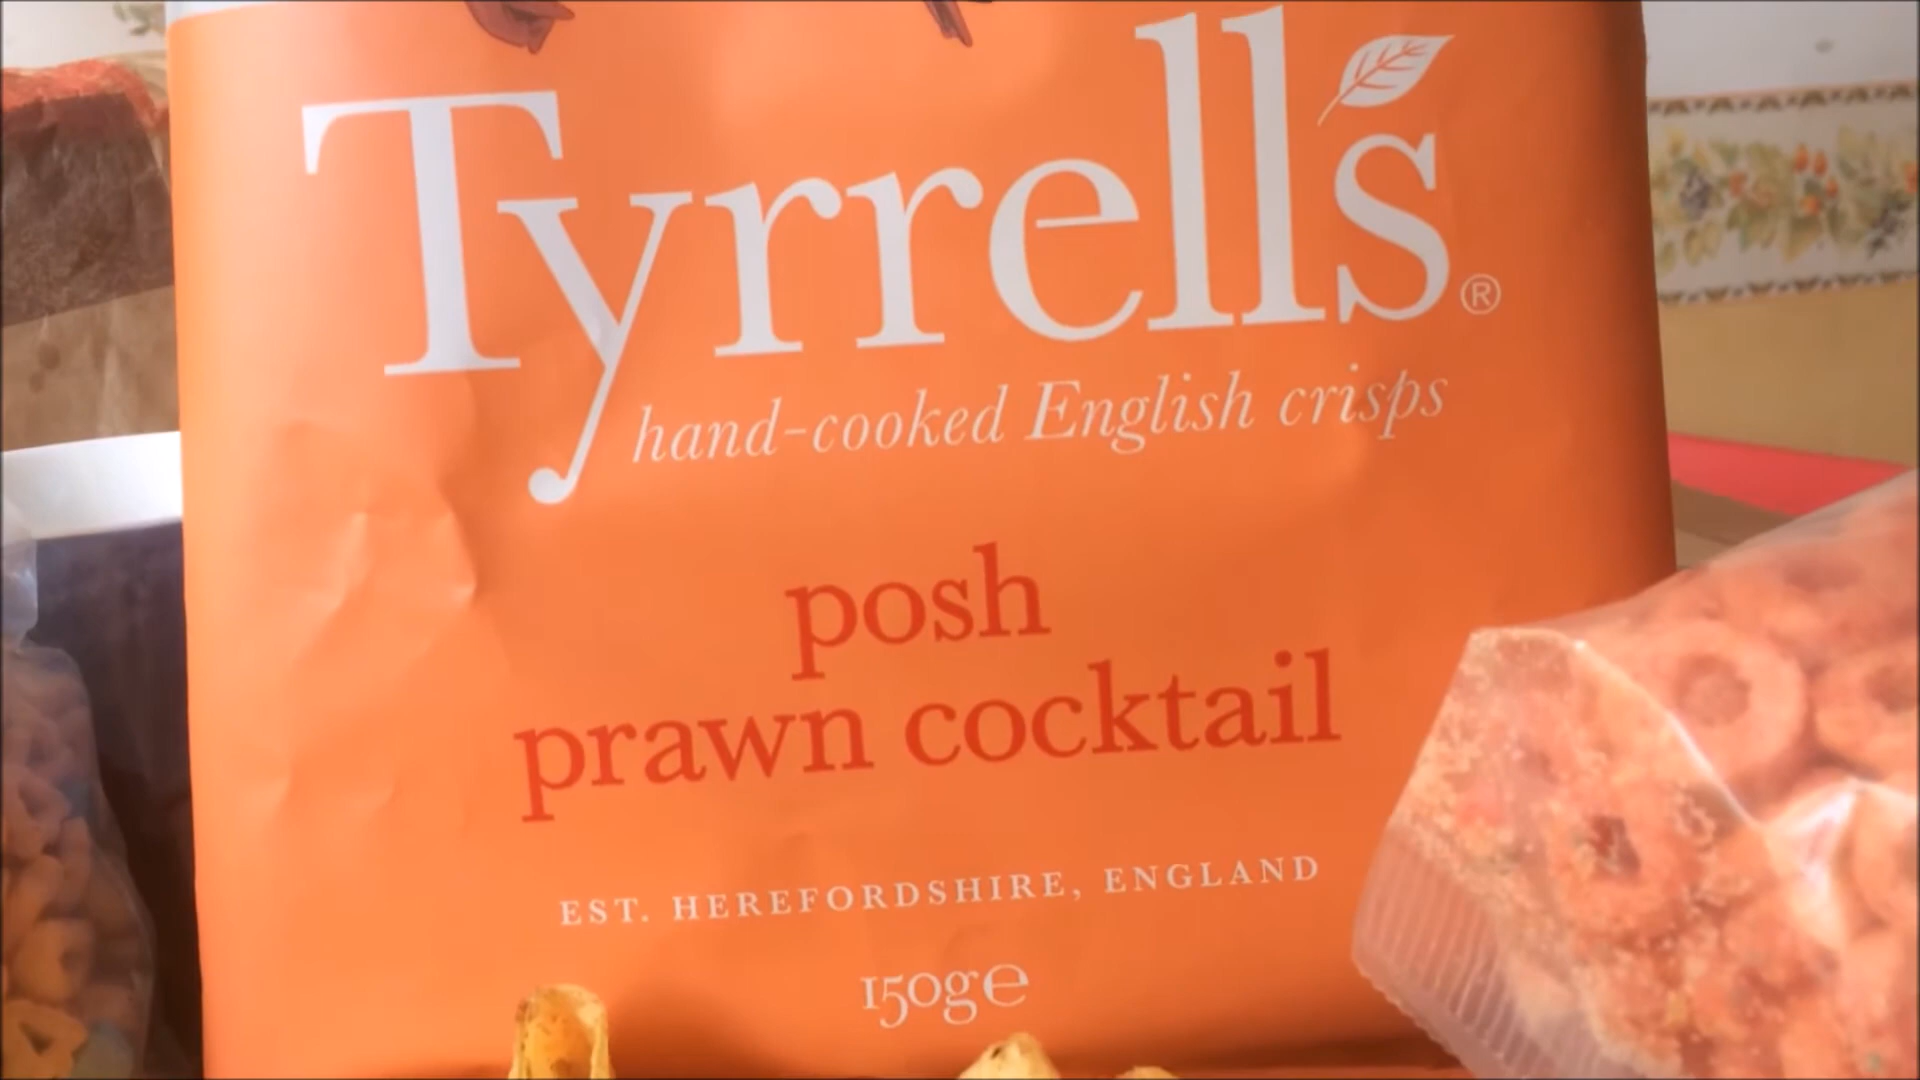 Tyrrell's®
hand-cooked English crisps
posh
prawn cocktail
EST. HEREFORDSHIRE, ENGLAND
150g℮